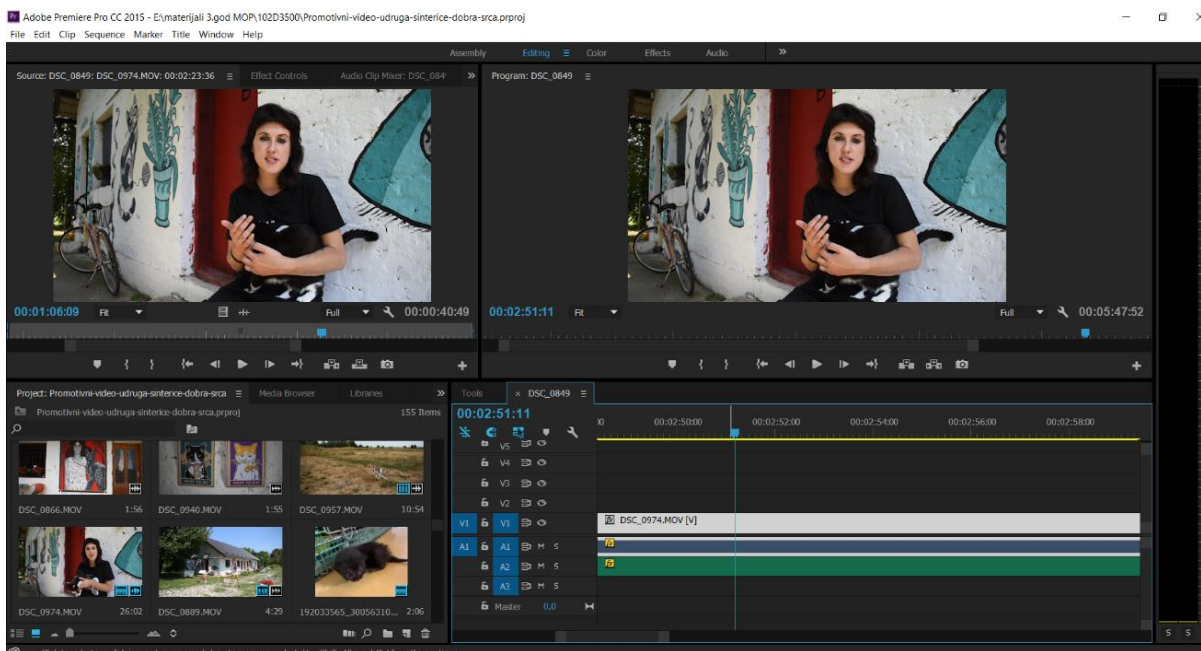 Adobe Premiere Pro CC 2015 - E:\materijali 3.god MOP\102D3500\Promotivni-video-udruga-sinterice-dobra-srca.prproj
File Edit Clip Sequence Marker Title Window Help
Assembly Editing Color Effects Audio
Source: DSC_0849: DSC_0974.MOV: 00:02:23:36 Effect Controls Audio Clip Mixer: DSC_084
Program: DSC_0849
00:01:06:09 Fit Full 00:00:40:49
00:02:51:11 Fit Full 00:05:47:52
Project: Promotivni-video-udruga-sinterice-dobra-srca Media Browser Libraries
Promotivni-video-udruga-sinterice-dobra-srca.prproj 155 Items
DSC_0866.MOV 1:56 DSC_0940.MOV 1:55 DSC_0957.MOV 10:54
DSC_0974.MOV 26:02 DSC_0889.MOV 4:29 192033565_30056310... 2:06
Tools × DSC_0849
00:02:51:11
00:02:50:00 00:02:52:00 00:02:54:00 00:02:56:00 00:02:58:00
V5
V4
V3
V2
V1 V1 fx DSC_0974.MOV [V]
A1 A1 M S fx
A2 M S fx
A3 M S
Master 0,0
S S